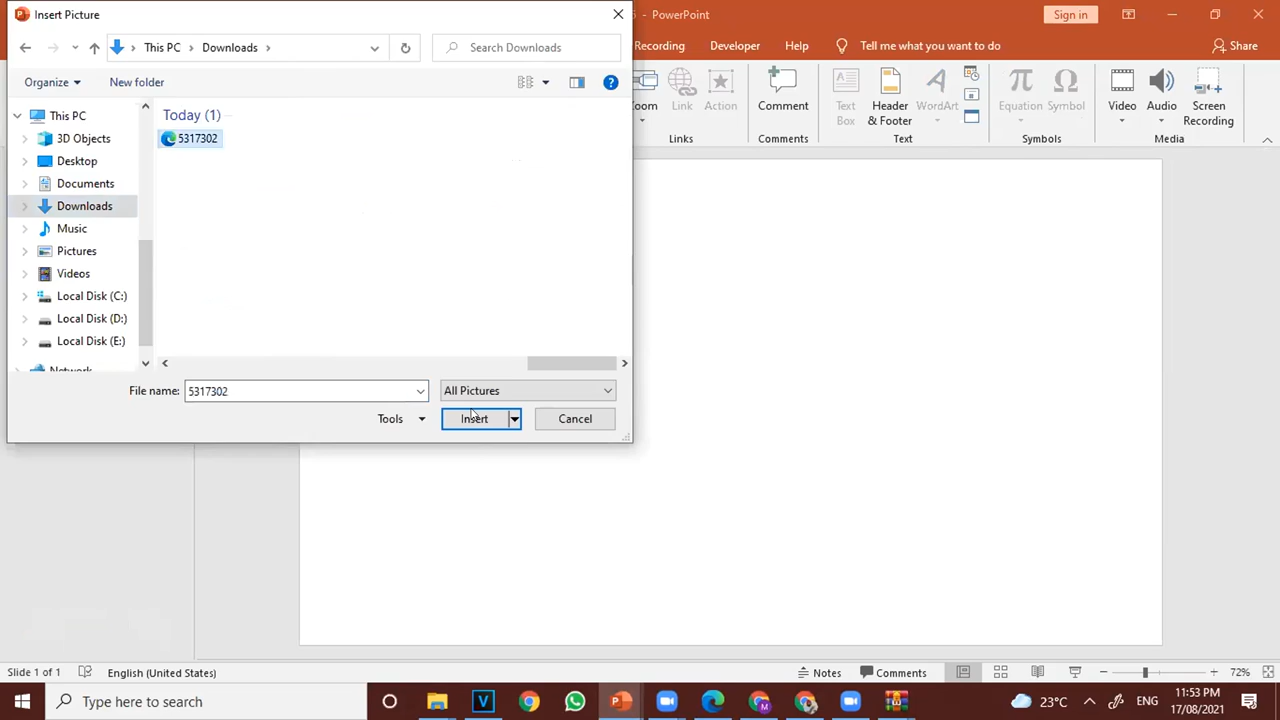 Insert Picture
PowerPoint
Sign in
This PC
Downloads
Search Downloads
Recording
Developer
Help
Tell me what you want to do
Share
Organize
New folder
Zoom
Link
Action
Comment
Text Box
Header & Footer
WordArt
Equation
Symbol
Video
Audio
Screen Recording
Links
Comments
Text
Symbols
Media
This PC
3D Objects
Desktop
Documents
Downloads
Music
Pictures
Videos
Local Disk (C:)
Local Disk (D:)
Local Disk (E:)
Network
Today (1)
5317302
File name:
5317302
All Pictures
Tools
Insert
Cancel
Slide 1 of 1
English (United States)
Notes
Comments
72%
Type here to search
23°C
ENG
11:53 PM
17/08/2021